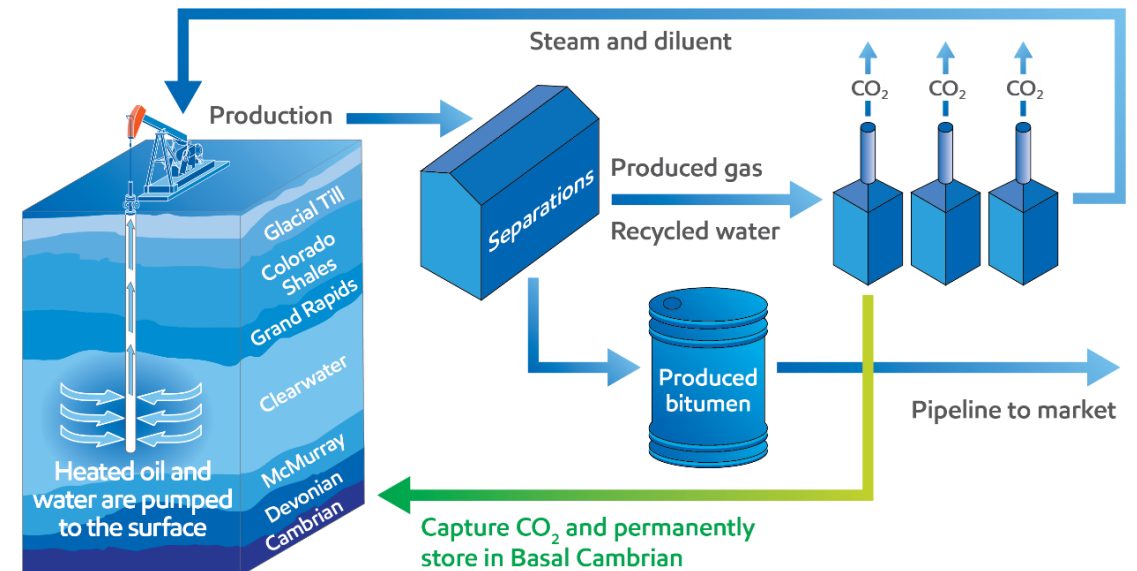 Steam and diluent
CO₂
CO₂
CO₂
Production
Separations
Produced gas
Recycled water
Glacial Till
Colorado
Shales
Grand Rapids
Clearwater
McMurray
Devonian
Cambrian
Heated oil and
water are pumped
to the surface
Produced
bitumen
Pipeline to market
Capture CO₂ and permanently
store in Basal Cambrian